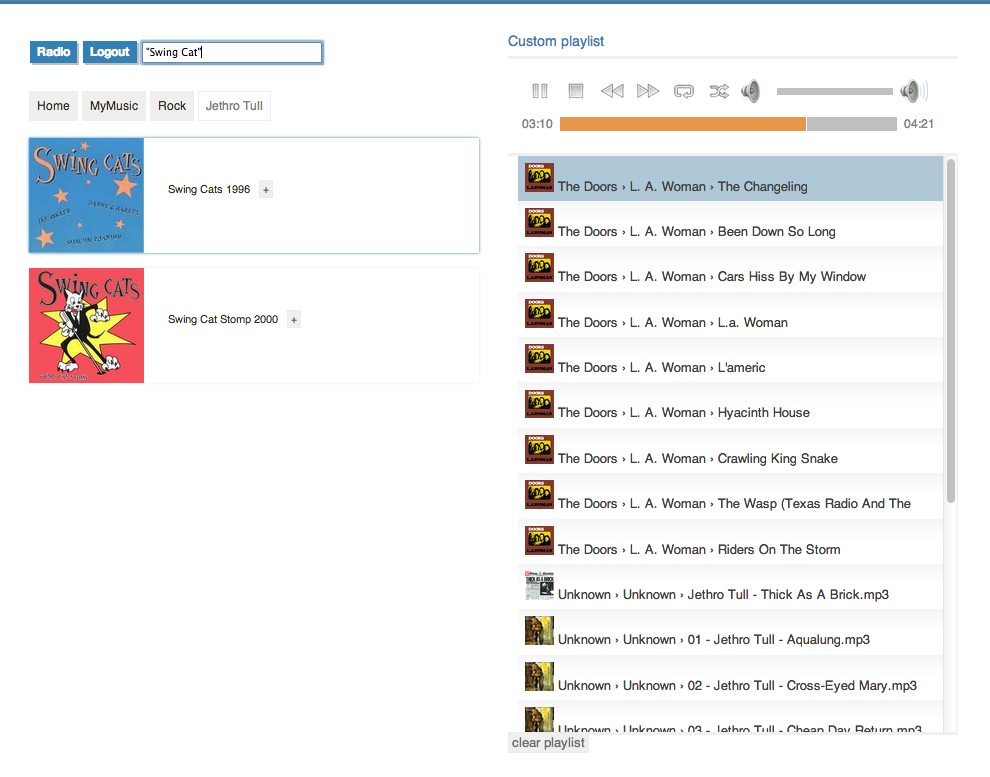 Radio Logout "Swing Cat"
Home MyMusic Rock Jethro Tull
SWING CATS
Swing Cats 1996 +
SWING CATS
Swing Cat Stomp 2000 +
Custom playlist
03:10 04:21
DOORS
L.A.WOMAN
The Doors › L. A. Woman › The Changeling
The Doors › L. A. Woman › Been Down So Long
The Doors › L. A. Woman › Cars Hiss By My Window
The Doors › L. A. Woman › L.a. Woman
The Doors › L. A. Woman › L'americ
The Doors › L. A. Woman › Hyacinth House
The Doors › L. A. Woman › Crawling King Snake
The Doors › L. A. Woman › The Wasp (Texas Radio And The
The Doors › L. A. Woman › Riders On The Storm
THICK AS A BRICK
Unknown › Unknown › Jethro Tull - Thick As A Brick.mp3
Unknown › Unknown › 01 - Jethro Tull - Aqualung.mp3
Unknown › Unknown › 02 - Jethro Tull - Cross-Eyed Mary.mp3
Unknown › Unknown › 03 - Jethro Tull - Cheap Day Return.mp3
clear playlist